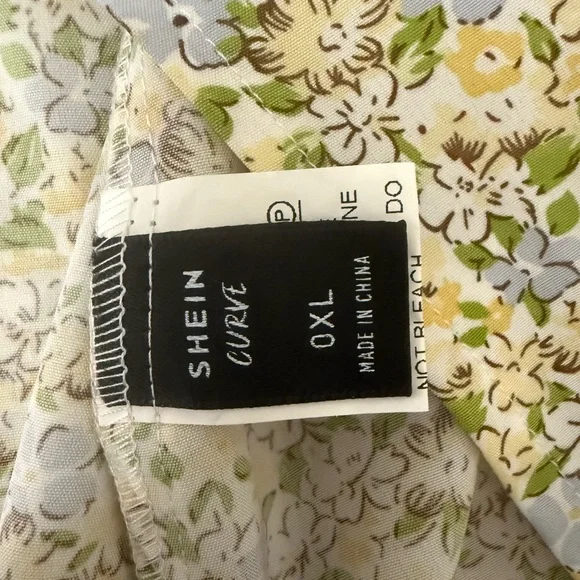 SHEIN
CURVE
0XL
MADE IN CHINA
P
NE
DO
NOT BLEACH